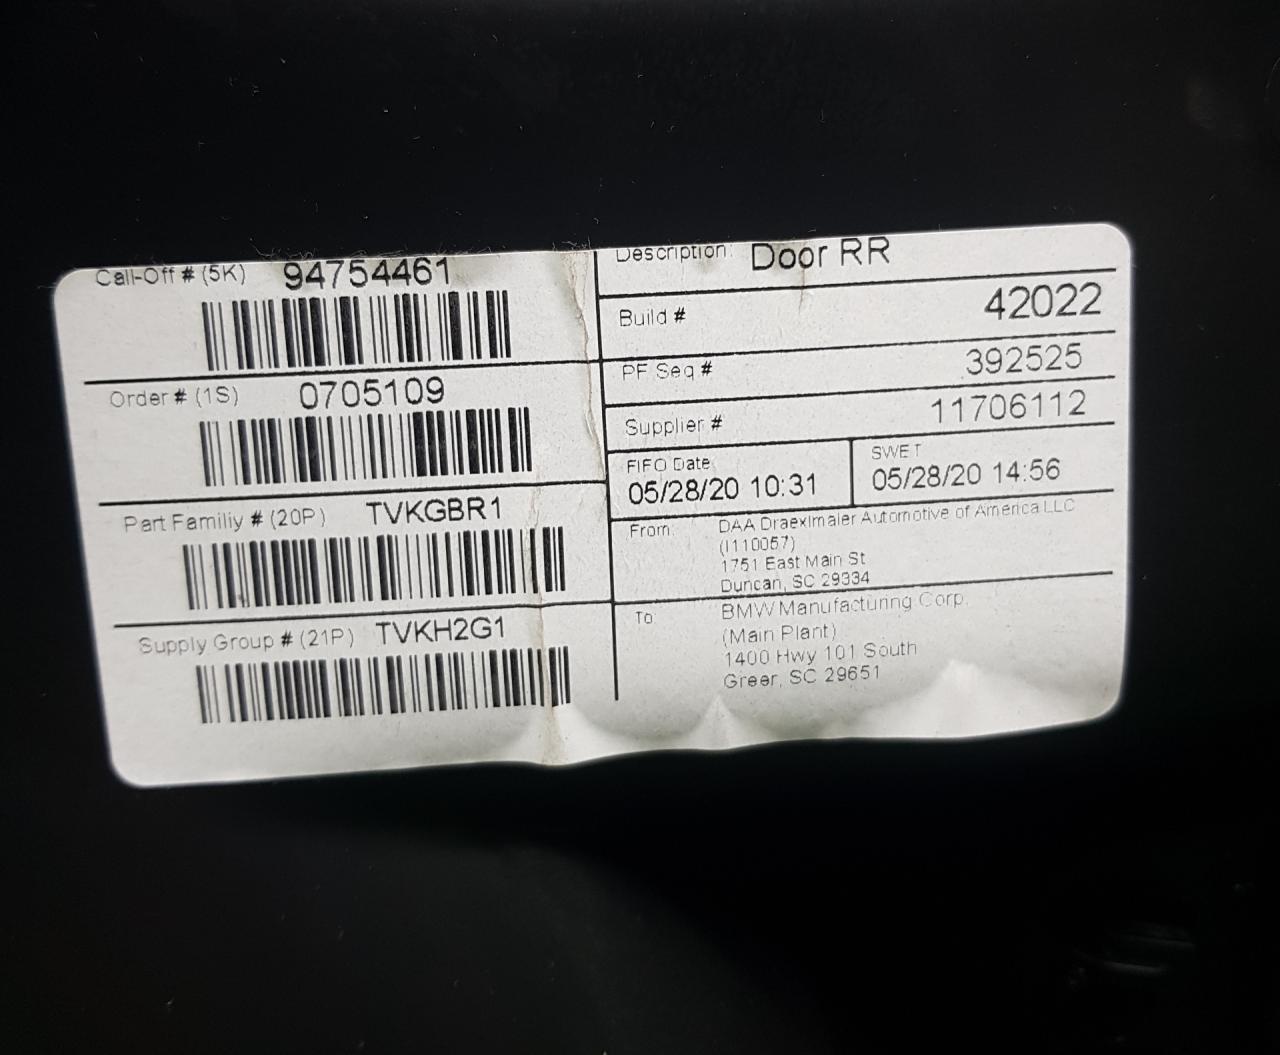 Call-Off # (5K) 94754461
Order # (1S) 0705109
Part Familiy # (20P) TVKGBR1
Supply Group # (21P) TVKH2G1
Description: Door RR
Build # 42022
PF Seq # 392525
Supplier # 11706112
FIFO Date
05/28/20 10:31
SWET
05/28/20 14:56
From: DAA Draexlmaier Automotive of America LLC
(I110057)
1751 East Main St
Duncan, SC 29334
To: BMW Manufacturing Corp.
(Main Plant)
1400 Hwy 101 South
Greer, SC 29651